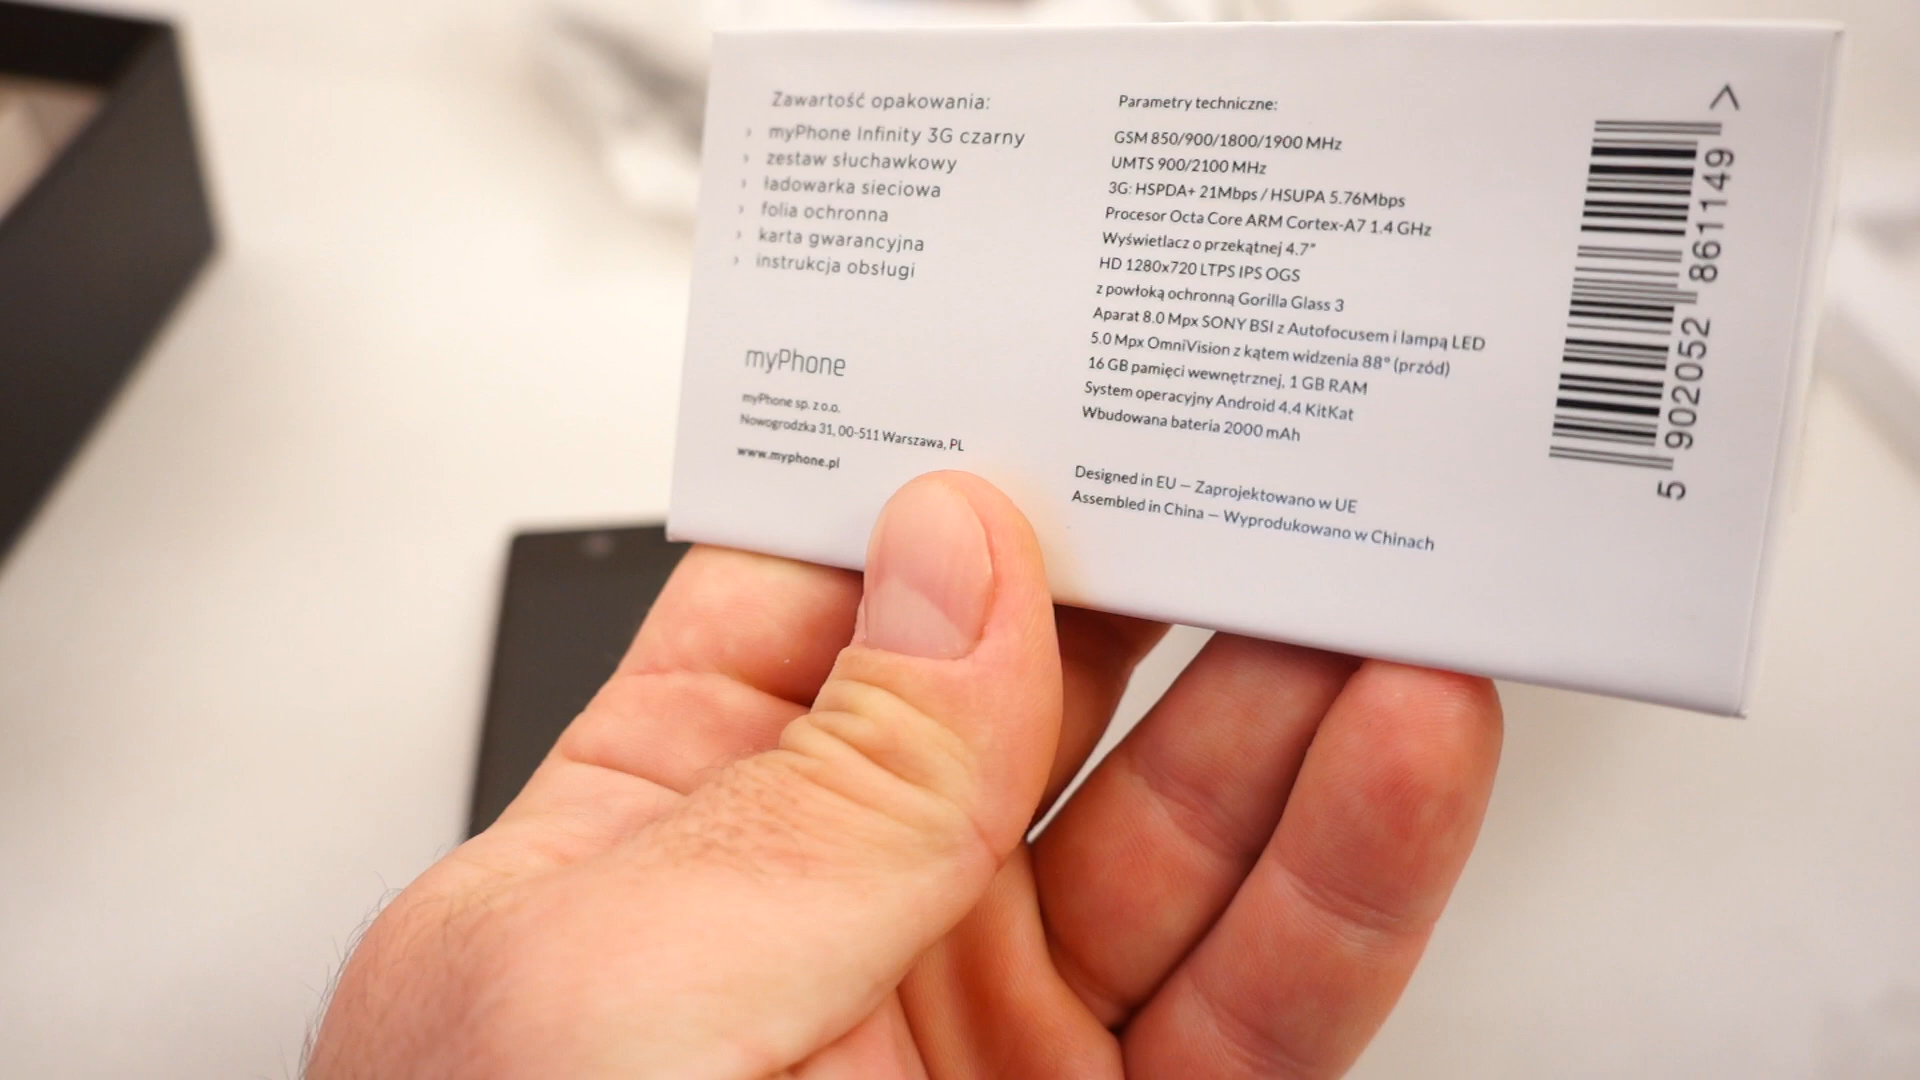 Zawartość opakowania:
› myPhone Infinity 3G czarny
› zestaw słuchawkowy
› ładowarka sieciowa
› folia ochronna
› karta gwarancyjna
› instrukcja obsługi
myPhone
myPhone sp. z o.o.
Nowogrodzka 31, 00-511 Warszawa, PL
www.myphone.pl
Parametry techniczne:
GSM 850/900/1800/1900 MHz
UMTS 900/2100 MHz
3G: HSPDA+ 21Mbps / HSUPA 5.76Mbps
Procesor Octa Core ARM Cortex-A7 1.4 GHz
Wyświetlacz o przekątnej 4.7"
HD 1280x720 LTPS IPS OGS
z powłoką ochronną Gorilla Glass 3
Aparat 8.0 Mpx SONY BSI z Autofocusem i lampą LED
5.0 Mpx OmniVision z kątem widzenia 88° (przód)
16 GB pamięci wewnętrznej, 1 GB RAM
System operacyjny Android 4.4 KitKat
Wbudowana bateria 2000 mAh
Designed in EU – Zaprojektowano w UE
Assembled in China – Wyprodukowano w Chinach
5 902052 861149 >